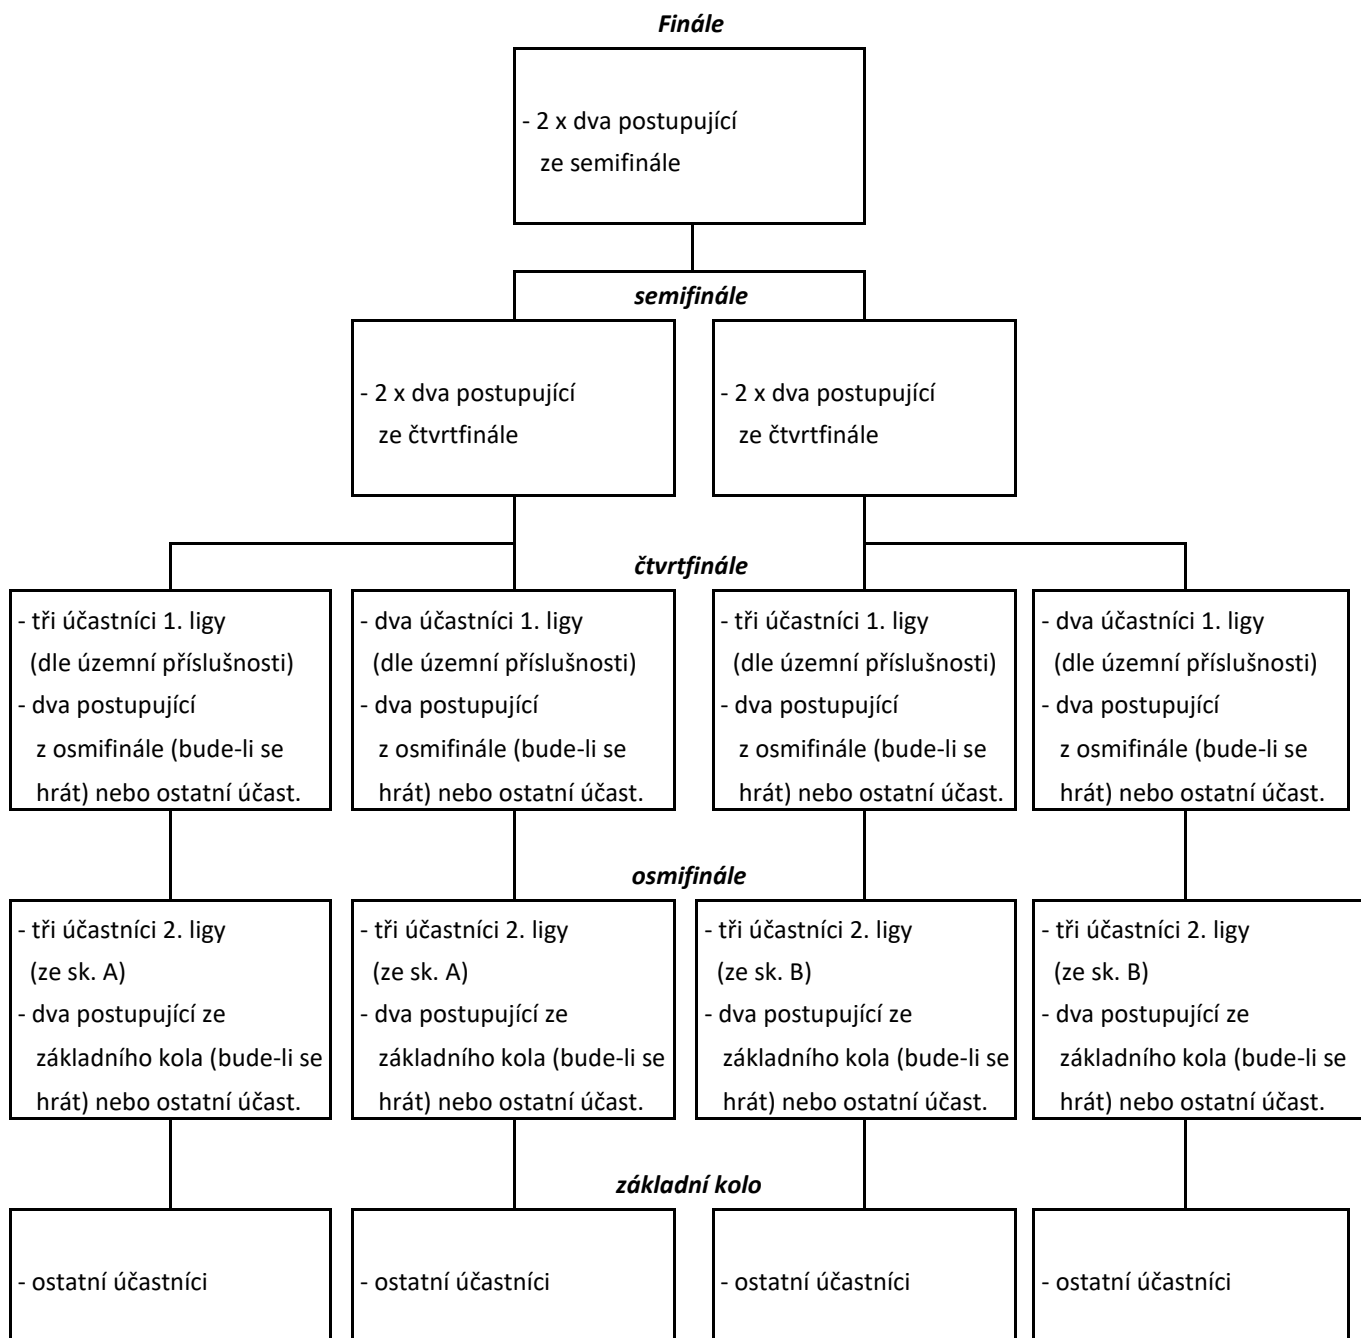 Finále
- 2 x dva postupující
ze semifinále
semifinále
- 2 x dva postupující
ze čtvrtfinále
- 2 x dva postupující
ze čtvrtfinále
čtvrtfinále
- tři účastníci 1. ligy
(dle územní příslušnosti)
- dva postupující
z osmifinále (bude-li se
hrát) nebo ostatní účast.
- dva účastníci 1. ligy
(dle územní příslušnosti)
- dva postupující
z osmifinále (bude-li se
hrát) nebo ostatní účast.
- tři účastníci 1. ligy
(dle územní příslušnosti)
- dva postupující
z osmifinále (bude-li se
hrát) nebo ostatní účast.
- dva účastníci 1. ligy
(dle územní příslušnosti)
- dva postupující
z osmifinále (bude-li se
hrát) nebo ostatní účast.
osmifinále
- tři účastníci 2. ligy
(ze sk. A)
- dva postupující ze
základního kola (bude-li se
hrát) nebo ostatní účast.
- tři účastníci 2. ligy
(ze sk. A)
- dva postupující ze
základního kola (bude-li se
hrát) nebo ostatní účast.
- tři účastníci 2. ligy
(ze sk. B)
- dva postupující ze
základního kola (bude-li se
hrát) nebo ostatní účast.
- tři účastníci 2. ligy
(ze sk. B)
- dva postupující ze
základního kola (bude-li se
hrát) nebo ostatní účast.
základní kolo
- ostatní účastníci
- ostatní účastníci
- ostatní účastníci
- ostatní účastníci